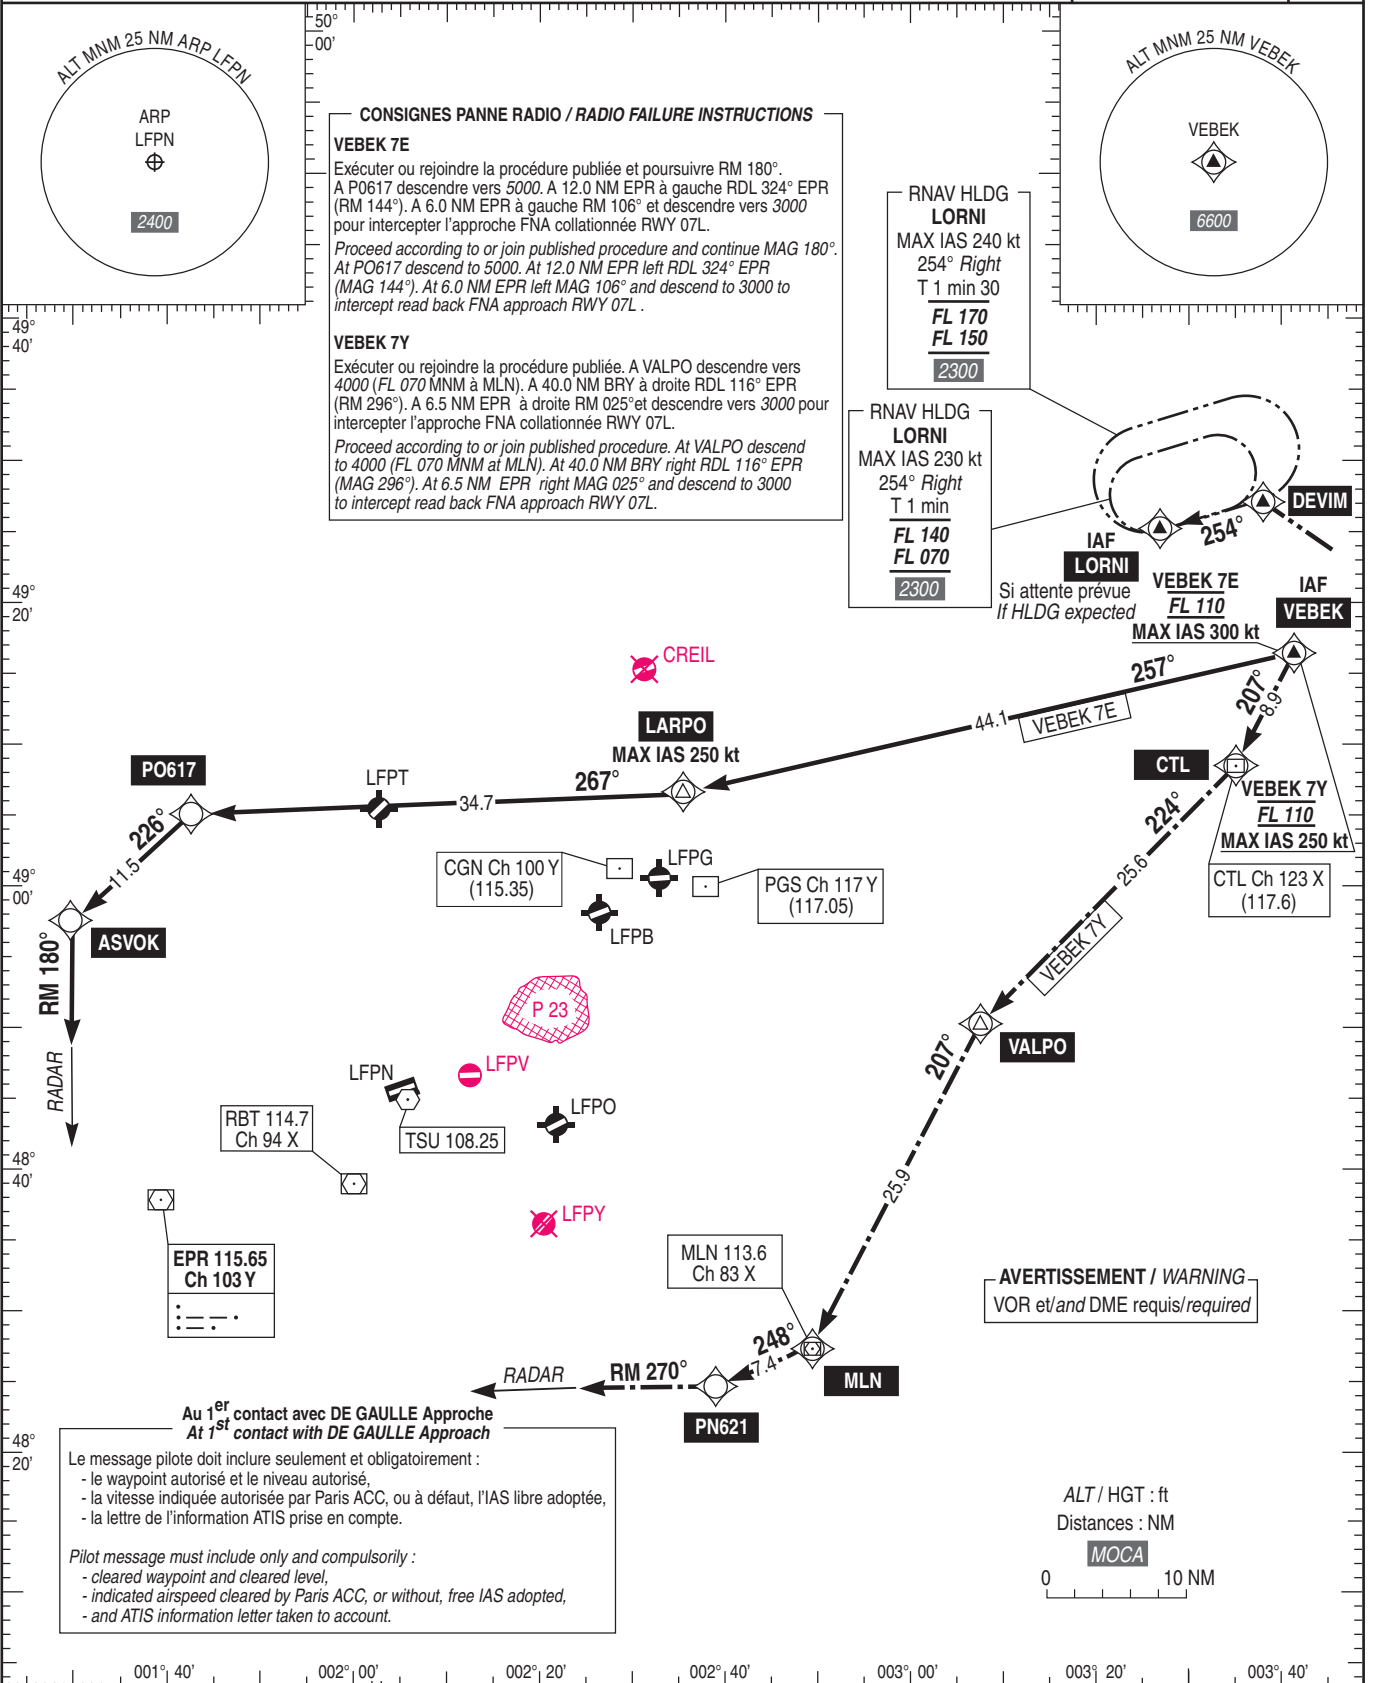 ALT MNM 25 NM ARP LFPN
ARP
LFPN
2400
50°
00'
ALT MNM 25 NM VEBEK
VEBEK
6600
CONSIGNES PANNE RADIO / RADIO FAILURE INSTRUCTIONS
VEBEK 7E
Exécuter ou rejoindre la procédure publiée et poursuivre RM 180°.
A P0617 descendre vers 5000. A 12.0 NM EPR à gauche RDL 324° EPR
(RM 144°). A 6.0 NM EPR à gauche RM 106° et descendre vers 3000
pour intercepter l'approche FNA collationnée RWY 07L.
Proceed according to or join published procedure and continue MAG 180°.
At PO617 descend to 5000. At 12.0 NM EPR left RDL 324° EPR
(MAG 144°). At 6.0 NM EPR left MAG 106° and descend to 3000 to
intercept read back FNA approach RWY 07L .
VEBEK 7Y
Exécuter ou rejoindre la procédure publiée. A VALPO descendre vers
4000 (FL 070 MNM à MLN). A 40.0 NM BRY à droite RDL 116° EPR
(RM 296°). A 6.5 NM EPR à droite RM 025°et descendre vers 3000 pour
intercepter l'approche FNA collationnée RWY 07L.
Proceed according to or join published procedure. At VALPO descend
to 4000 (FL 070 MNM at MLN). At 40.0 NM BRY right RDL 116° EPR
(MAG 296°). At 6.5 NM EPR right MAG 025° and descend to 3000
to intercept read back FNA approach RWY 07L.
RNAV HLDG
LORNI
MAX IAS 240 kt
254° Right
T 1 min 30
FL 170
FL 150
2300
RNAV HLDG
LORNI
MAX IAS 230 kt
254° Right
T 1 min
FL 140
FL 070
2300
49°
40'
DEVIM
254°
IAF
LORNI
Si attente prévue
If HLDG expected
VEBEK 7E
FL 110
MAX IAS 300 kt
IAF
VEBEK
49°
20'
CREIL
257°
44.1
VEBEK 7E
207°
8.9
LARPO
MAX IAS 250 kt
CTL
VEBEK 7Y
FL 110
MAX IAS 250 kt
CTL Ch 123 X
(117.6)
PO617
LFPT
267°
34.7
226°
11.5
224°
25.6
VEBEK 7Y
CGN Ch 100 Y
(115.35)
LFPG
PGS Ch 117 Y
(117.05)
LFPB
49°
00'
ASVOK
RM 180°
RADAR
P 23
VALPO
207°
25.9
LFPN
LFPV
LFPO
TSU 108.25
RBT 114.7
Ch 94 X
48°
40'
LFPY
EPR 115.65
Ch 103 Y
MLN 113.6
Ch 83 X
AVERTISSEMENT / WARNING
VOR et/and DME requis/required
248°
7.4
MLN
RM 270°
RADAR
PN621
48°
20'
Au 1er contact avec DE GAULLE Approche
At 1st contact with DE GAULLE Approach
Le message pilote doit inclure seulement et obligatoirement :
- le waypoint autorisé et le niveau autorisé,
- la vitesse indiquée autorisée par Paris ACC, ou à défaut, l'IAS libre adoptée,
- la lettre de l'information ATIS prise en compte.
Pilot message must include only and compulsorily :
- cleared waypoint and cleared level,
- indicated airspeed cleared by Paris ACC, or without, free IAS adopted,
- and ATIS information letter taken to account.
ALT / HGT : ft
Distances : NM
MOCA
0 10 NM
001° 40' 002° 00' 002° 20' 002° 40' 003° 00' 003° 20' 003° 40'